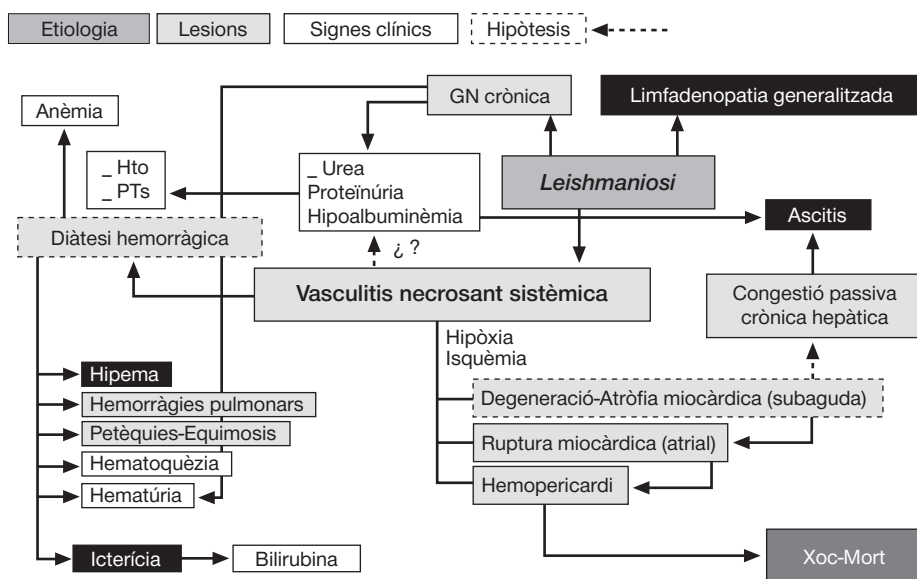 Etiologia
Lesions
Signes clínics
Hipòtesis
GN crònica
Limfadenopatia generalitzada
Anèmia
_ Hto
_ PTs
_ Urea
Proteïnúria
Hipoalbuminèmia
Leishmaniosi
Ascitis
Diàtesi hemorràgica
¿ ?
Vasculitis necrosant sistèmica
Congestió passiva
crònica hepàtica
Hipòxia
Isquèmia
Hipema
Hemorràgies pulmonars
Petèquies-Equimosis
Hematoquèzia
Hematúria
Degeneració-Atròfia miocàrdica (subaguda)
Ruptura miocàrdica (atrial)
Hemopericardi
Icterícia
Bilirubina
Xoc-Mort